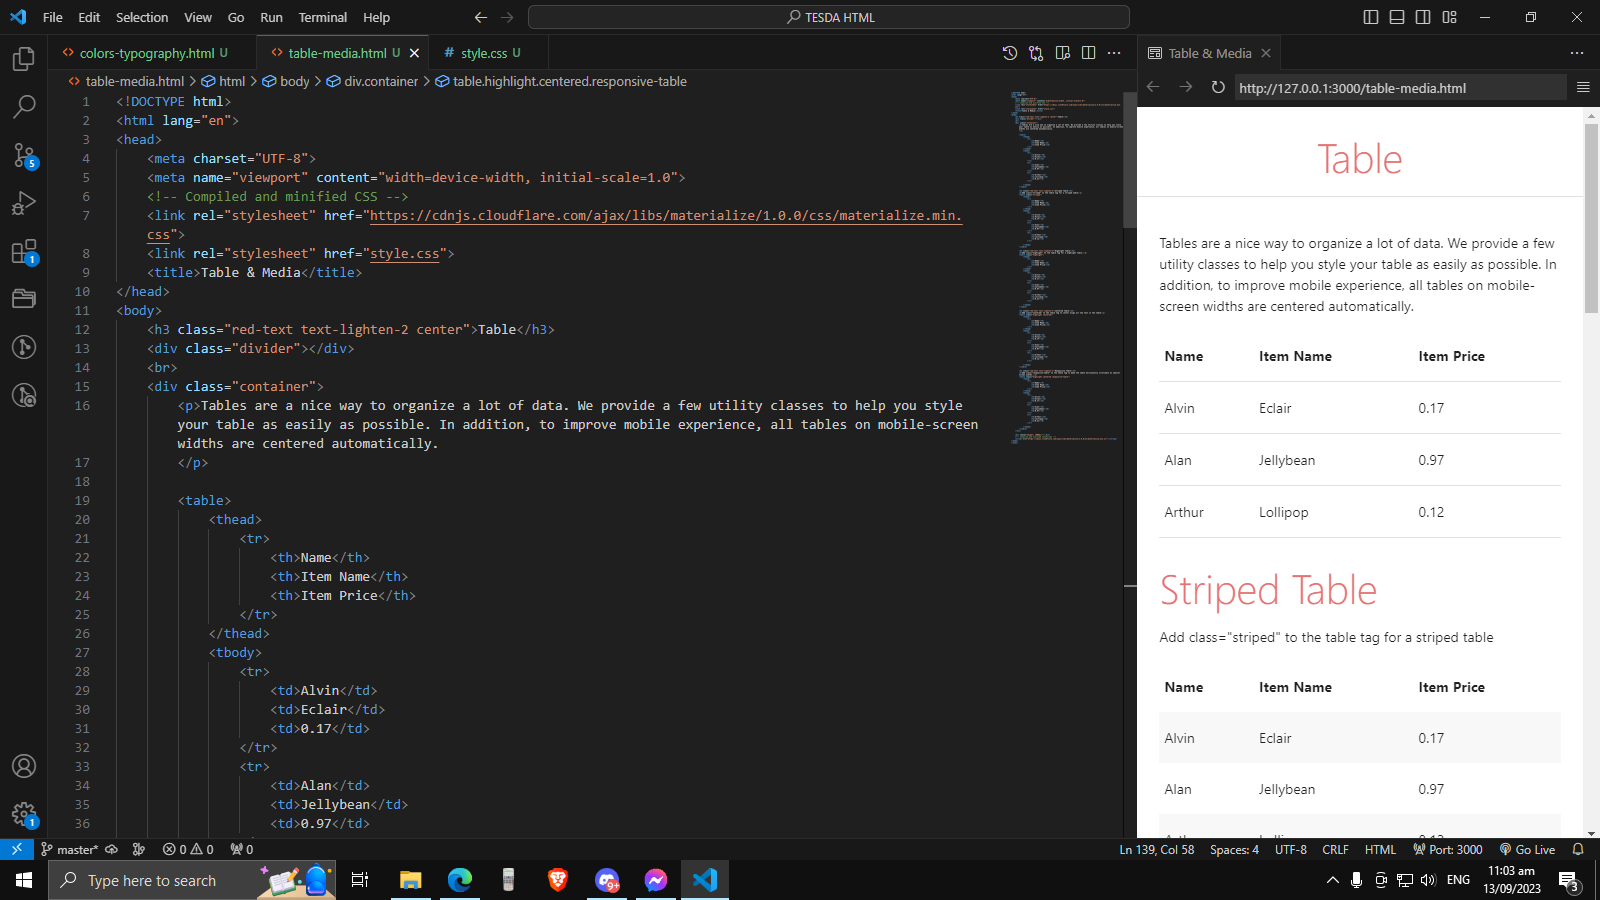 File Edit Selection View Go Run Terminal Help
TESDA HTML
colors-typography.html U
table-media.html U
# style.css U
Table & Media
table-media.html > html > body > div.container > table.highlight.centered.responsive-table
http://127.0.0.1:3000/table-media.html
1 <!DOCTYPE html>
2 <html lang="en">
3 <head>
4 <meta charset="UTF-8">
5 <meta name="viewport" content="width=device-width, initial-scale=1.0">
6 <!-- Compiled and minified CSS -->
7 <link rel="stylesheet" href="https://cdnjs.cloudflare.com/ajax/libs/materialize/1.0.0/css/materialize.min.
css">
8 <link rel="stylesheet" href="style.css">
9 <title>Table & Media</title>
10 </head>
11 <body>
12 <h3 class="red-text text-lighten-2 center">Table</h3>
13 <div class="divider"></div>
14 <br>
15 <div class="container">
16 <p>Tables are a nice way to organize a lot of data. We provide a few utility classes to help you style
your table as easily as possible. In addition, to improve mobile experience, all tables on mobile-screen
widths are centered automatically.
17 </p>
18
19 <table>
20 <thead>
21 <tr>
22 <th>Name</th>
23 <th>Item Name</th>
24 <th>Item Price</th>
25 </tr>
26 </thead>
27 <tbody>
28 <tr>
29 <td>Alvin</td>
30 <td>Eclair</td>
31 <td>0.17</td>
32 </tr>
33 <tr>
34 <td>Alan</td>
35 <td>Jellybean</td>
36 <td>0.97</td>
Table
Tables are a nice way to organize a lot of data. We provide a few
utility classes to help you style your table as easily as possible. In
addition, to improve mobile experience, all tables on mobile-
screen widths are centered automatically.
Name Item Name Item Price
Alvin Eclair 0.17
Alan Jellybean 0.97
Arthur Lollipop 0.12
Striped Table
Add class="striped" to the table tag for a striped table
Name Item Name Item Price
Alvin Eclair 0.17
Alan Jellybean 0.97
5
1
1
master* 0 0 0
Ln 139, Col 58 Spaces: 4 UTF-8 CRLF HTML Port: 3000 Go Live
Type here to search
9+
ENG
11:03 am
13/09/2023
3